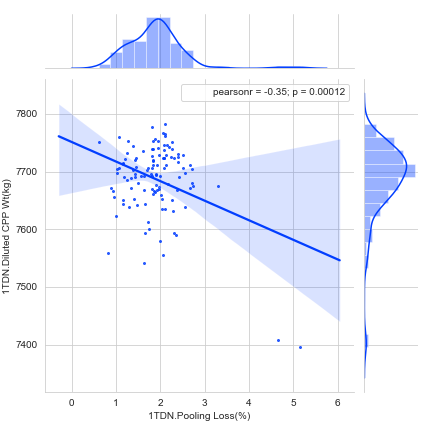 pearsonr = -0.35; p = 0.00012
7800
7700
7600
7500
7400
1TDN.Diluted CPP Wt(kg)
0 1 2 3 4 5 6
1TDN.Pooling Loss(%)